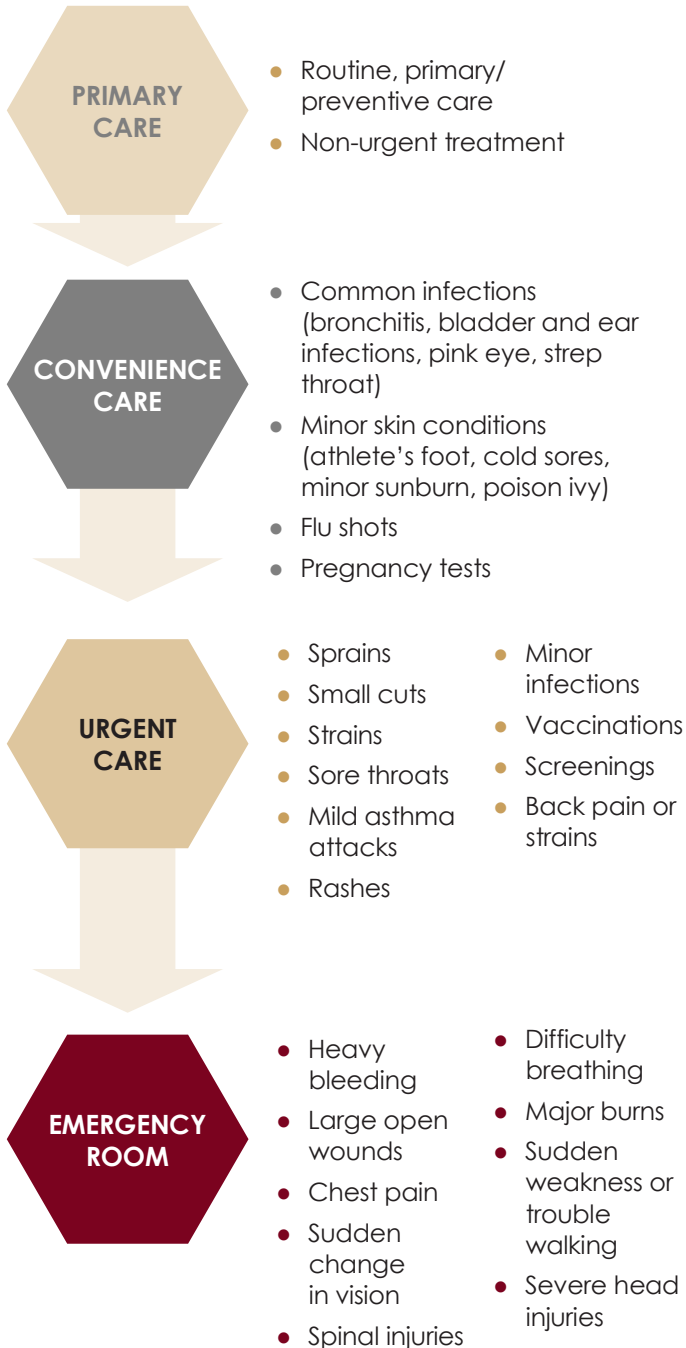 PRIMARY
CARE
● Routine, primary/
preventive care
● Non-urgent treatment
CONVENIENCE
CARE
● Common infections
(bronchitis, bladder and ear
infections, pink eye, strep
throat)
● Minor skin conditions
(athlete’s foot, cold sores,
minor sunburn, poison ivy)
● Flu shots
● Pregnancy tests
URGENT
CARE
● Sprains
● Small cuts
● Strains
● Sore throats
● Mild asthma
attacks
● Rashes
● Minor
infections
● Vaccinations
● Screenings
● Back pain or
strains
EMERGENCY
ROOM
● Heavy
bleeding
● Large open
wounds
● Chest pain
● Sudden
change
in vision
● Spinal injuries
● Difficulty
breathing
● Major burns
● Sudden
weakness or
trouble
walking
● Severe head
injuries